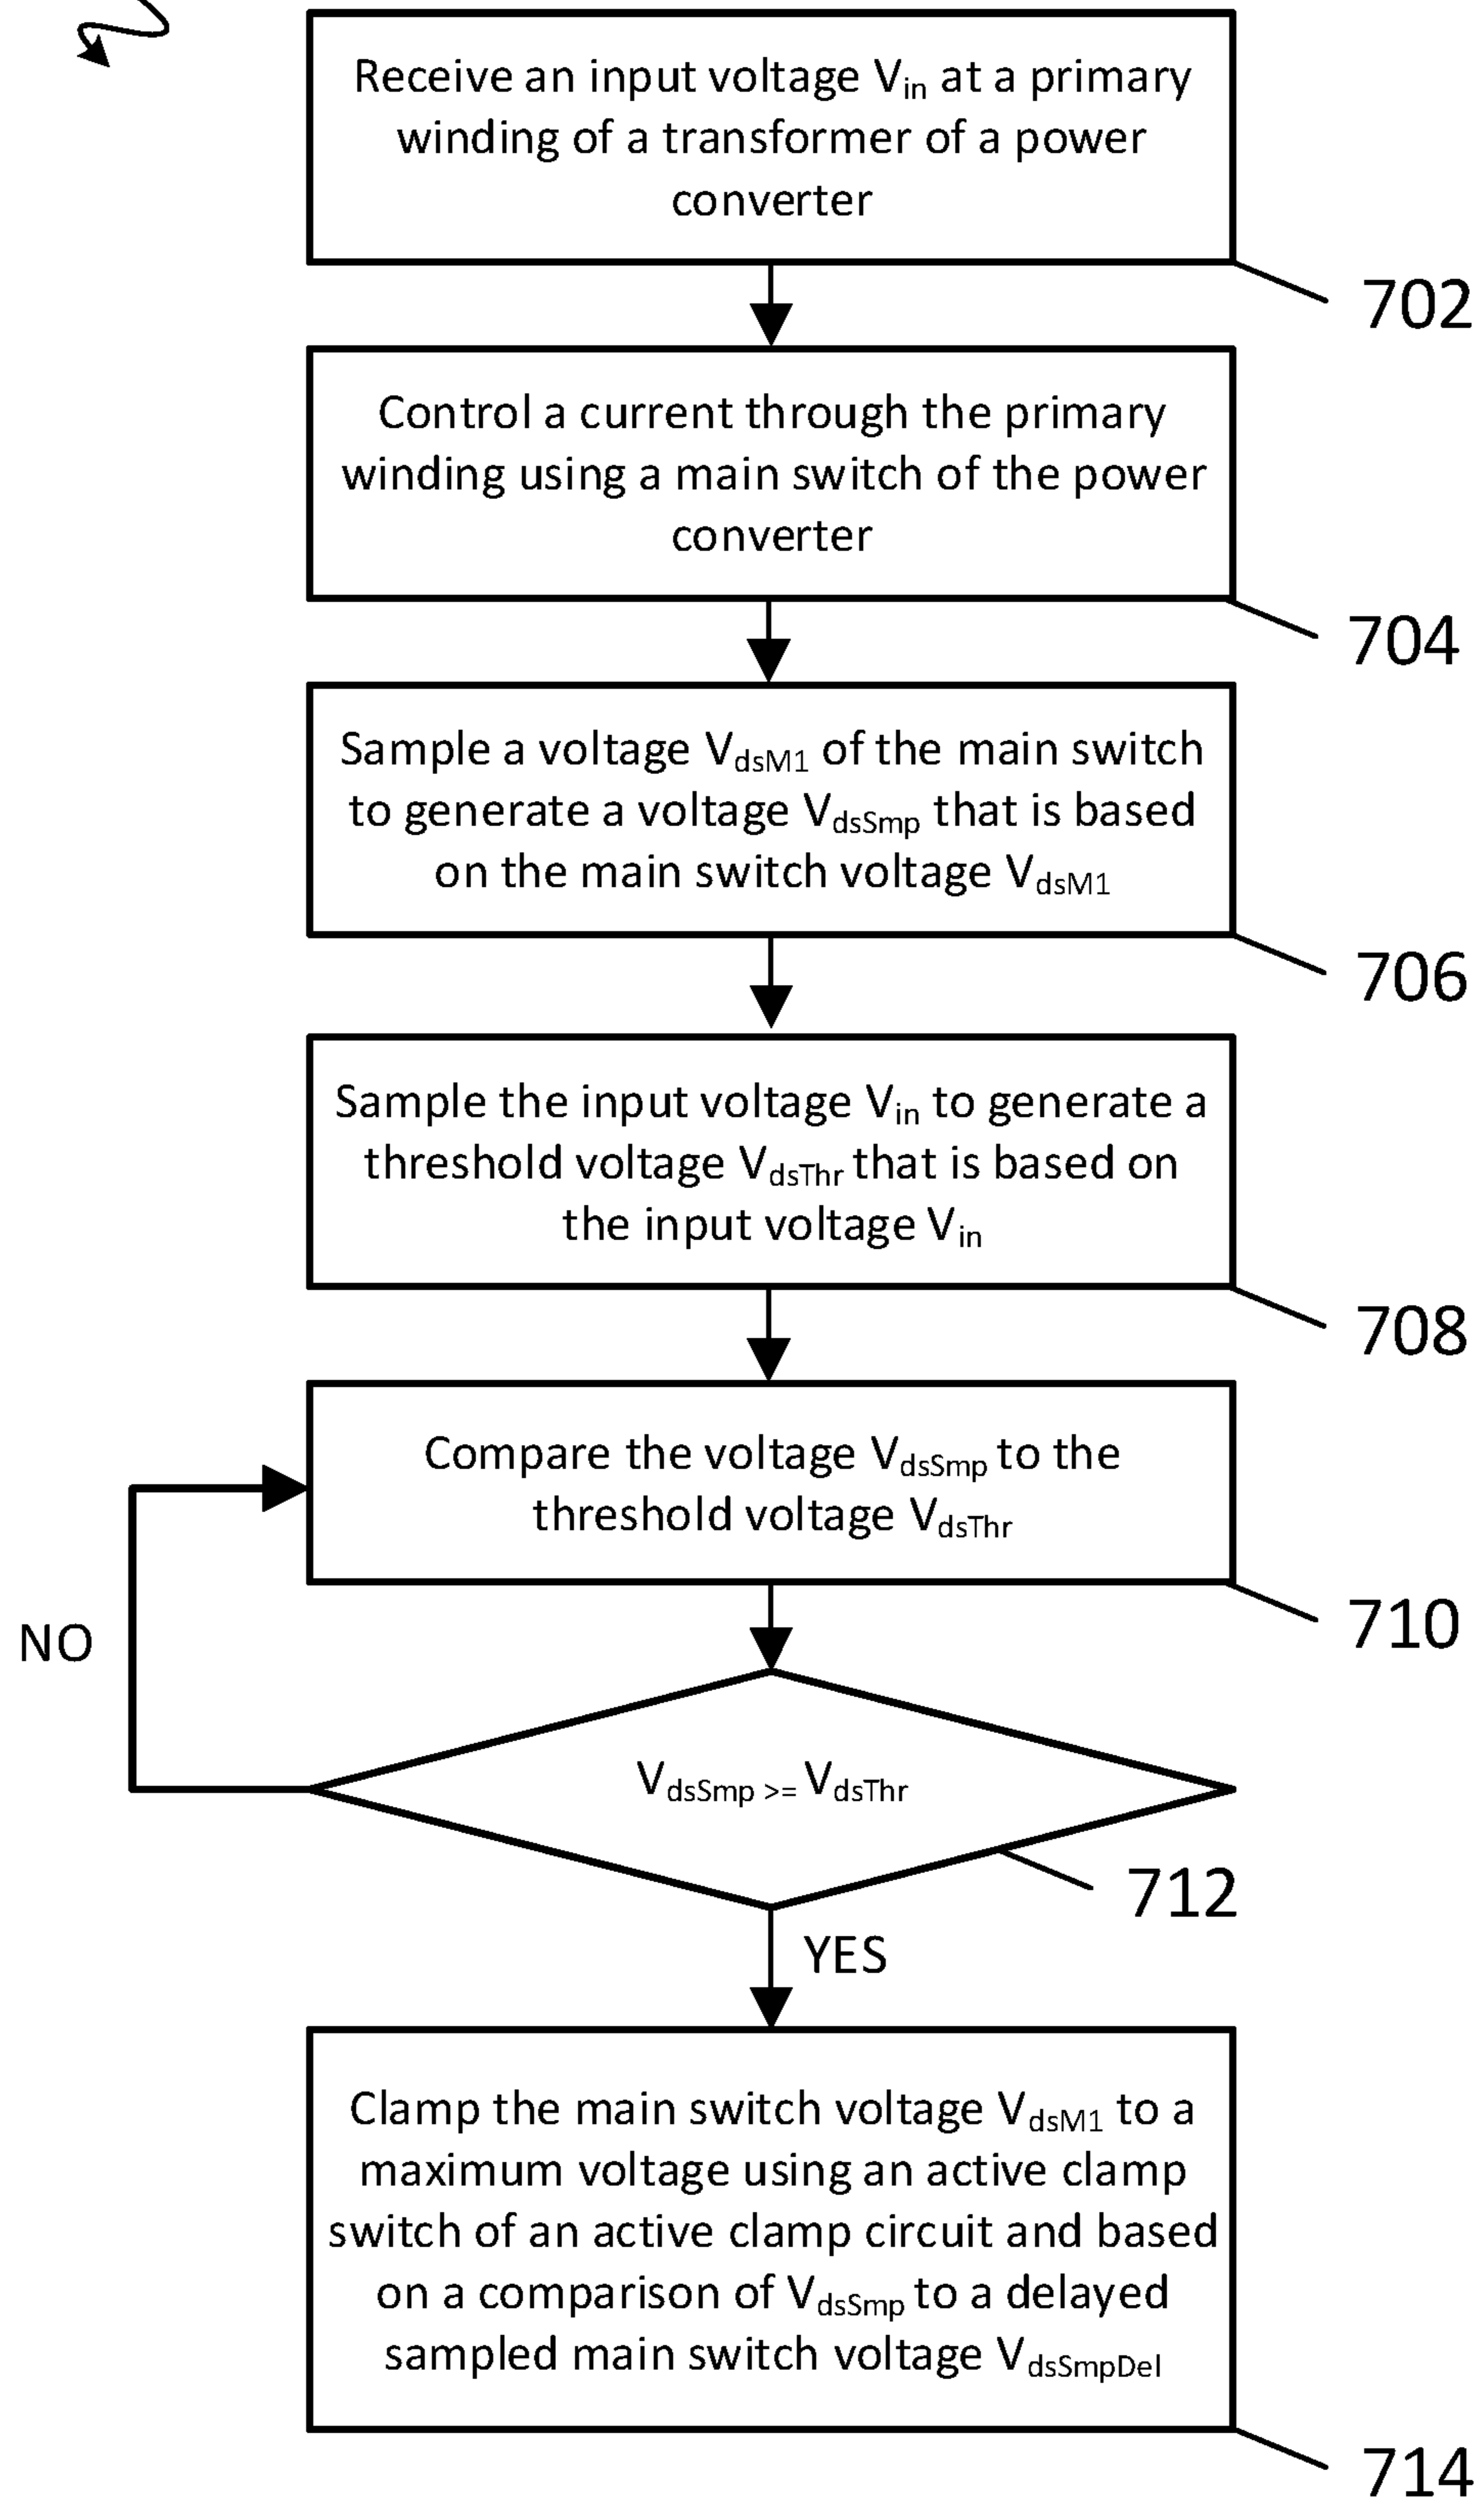 Receive an input voltage Vin at a primary
winding of a transformer of a power
converter
702
Control a current through the primary
winding using a main switch of the power
converter
704
Sample a voltage VdsM1 of the main switch
to generate a voltage VdsSmp that is based
on the main switch voltage VdsM1
706
Sample the input voltage Vin to generate a
threshold voltage VdsThr that is based on
the input voltage Vin
708
Compare the voltage VdsSmp to the
threshold voltage VdsThr
710
NO
VdsSmp >= VdsThr
712
YES
Clamp the main switch voltage VdsM1 to a
maximum voltage using an active clamp
switch of an active clamp circuit and based
on a comparison of VdsSmp to a delayed
sampled main switch voltage VdsSmpDel
714